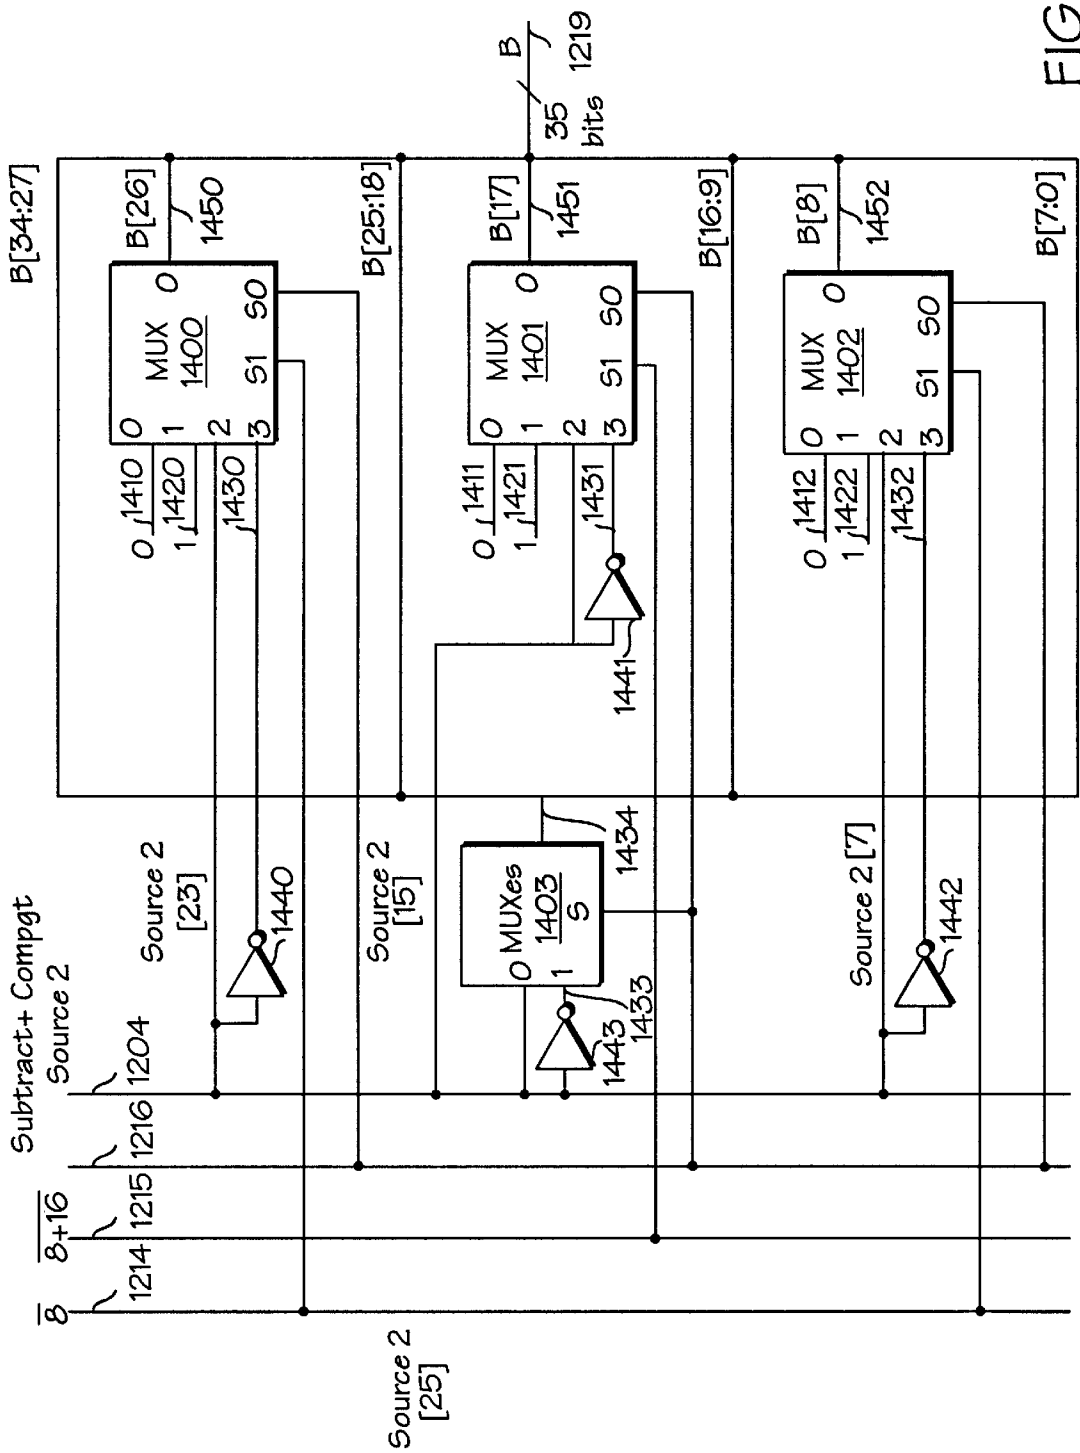 FIG
B[34:27]
B[26]
1450
B[25:18]
B[17]
1451
B
1219
35
bits
B[16:9]
B[8]
1452
B[7:0]
MUX
1400
0
1
2
3
0
S1
S0
0
1410
1
1420
1430
MUX
1401
0
1
2
3
0
S1
S0
0
1411
1
1421
1431
1441
MUX
1402
0
1
2
3
0
S1
S0
0
1412
1
1422
1432
Source 2
[23]
1440
Source 2
[15]
MUXes
1403
S
0
1
1434
1433
1443
Source 2 [7]
1442
Subtract+ Compgt
Source 2
1204
1216
8+16
1215
8
1214
Source 2
[25]